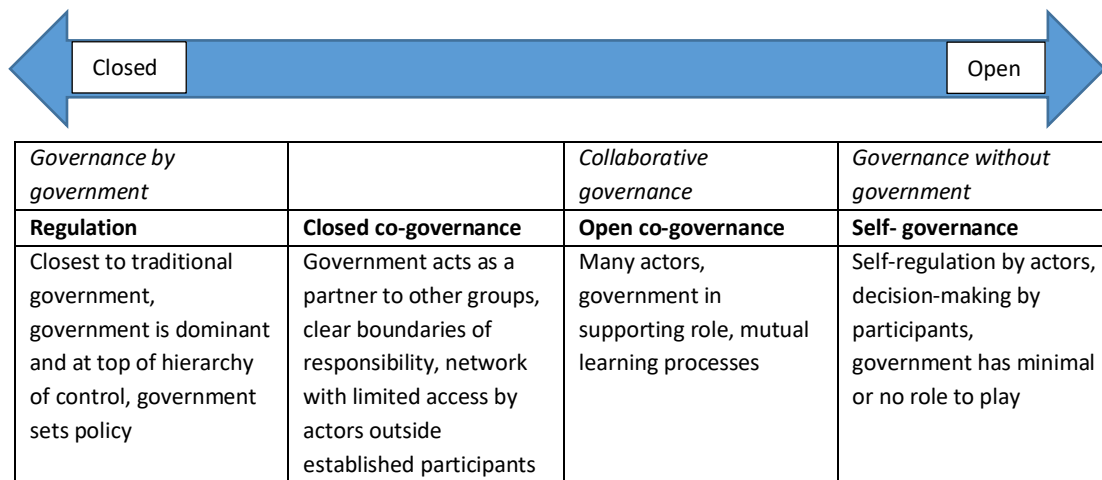 Closed
Open
Governance by
government
Collaborative
governance
Governance without
government
Regulation
Closed co-governance
Open co-governance
Self- governance
Closest to traditional
government,
government is dominant
and at top of hierarchy
of control, government
sets policy
Government acts as a
partner to other groups,
clear boundaries of
responsibility, network
with limited access by
actors outside
established participants
Many actors,
government in
supporting role, mutual
learning processes
Self-regulation by actors,
decision-making by
participants,
government has minimal
or no role to play